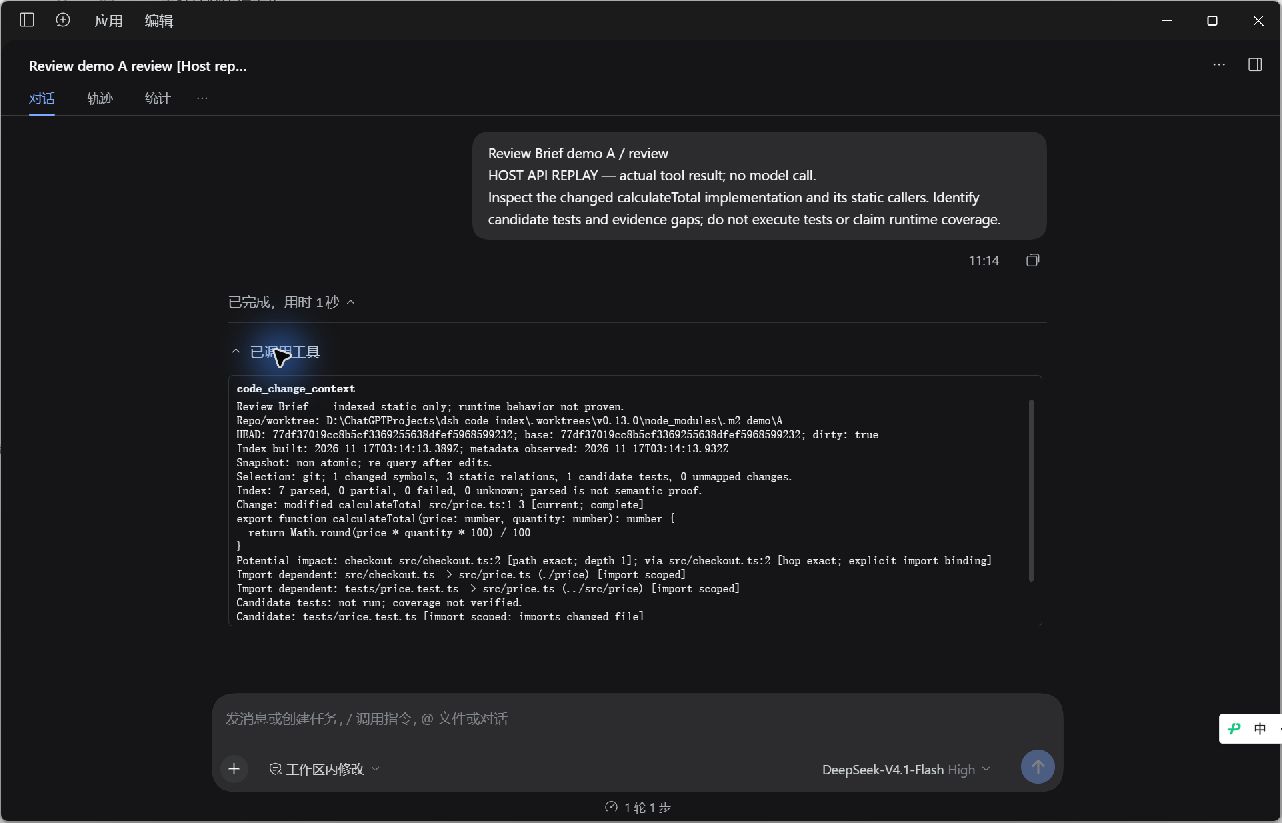 应用 编辑
Review demo A review [Host rep...
对话 轨迹 统计 ...
Review Brief demo A / review
HOST API REPLAY — actual tool result; no model call.
Inspect the changed calculateTotal implementation and its static callers. Identify
candidate tests and evidence gaps; do not execute tests or claim runtime coverage.
11:14
已完成，用时 1 秒
已调用工具
code_change_context
Review Brief indexed static only; runtime behavior not proven.
Repo/worktree: D:\ChatGPTProjects\dsh code index\.worktrees\v0.13.0\node_modules\.m2 demo\A
HEAD: 77df37019cc8b5cf3369255638dfef5968599232; base: 77df37019cc8b5cf3369255638dfef5968599232; dirty: true
Index built: 2026 11 17T03:14:13.389Z; metadata observed: 2026 11 17T03:14:13.932Z
Snapshot: non atomic; re query after edits.
Selection: git; 1 changed symbols, 3 static relations, 1 candidate tests, 0 unmapped changes.
Index: 7 parsed, 0 partial, 0 failed, 0 unknown; parsed is not semantic proof.
Change: modified calculateTotal src/price.ts:1 3 [current; complete]
export function calculateTotal(price: number, quantity: number): number {
return Math.round(price * quantity * 100) / 100
}
Potential impact: checkout src/checkout.ts:2 [path exact; depth 1]; via src/checkout.ts:2 [hop exact; explicit import binding]
Import dependent: src/checkout.ts > src/price.ts (./price) [import scoped]
Import dependent: tests/price.test.ts > src/price.ts (../src/price) [import scoped]
Candidate tests: not run; coverage not verified.
Candidate: tests/price.test.ts [import scoped; imports changed file]
发消息或创建任务, / 调用指令, @ 文件或对话
工作区内修改 DeepSeek-V4.1-Flash High
中
1 轮 1 步